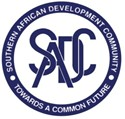 SOUTHERN AFRICAN DEVELOPMENT COMMUNITY
SADC
TOWARDS A COMMON FUTURE